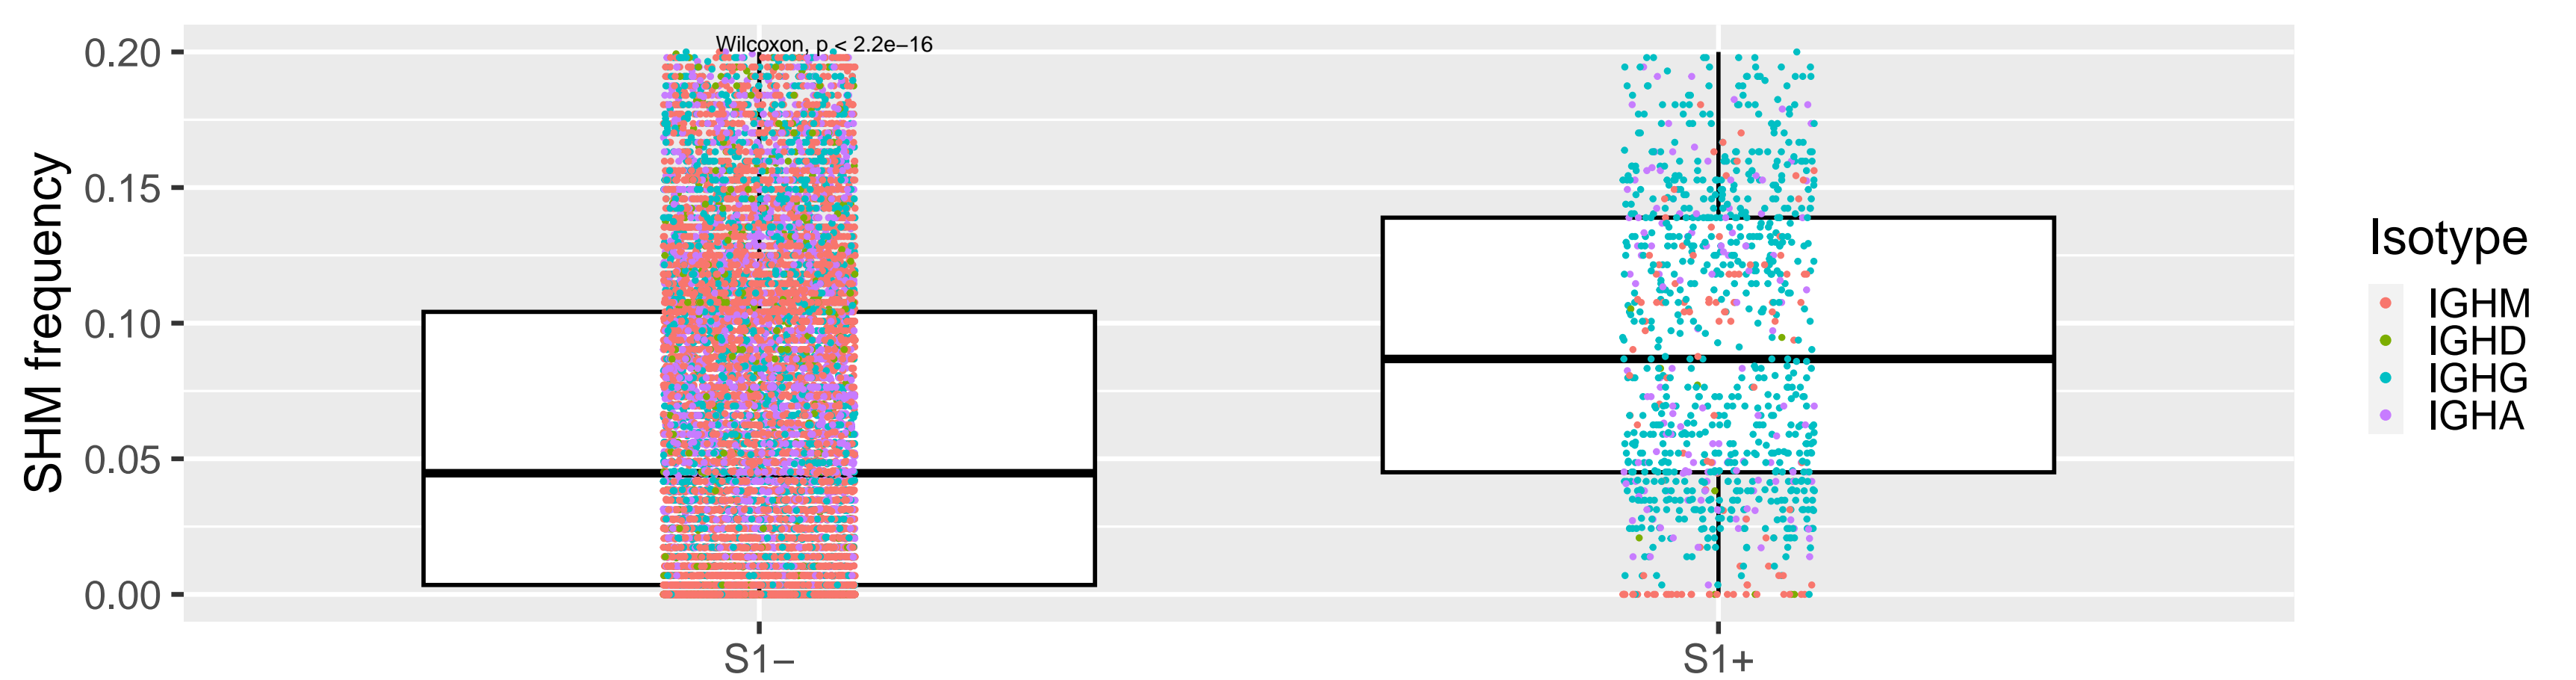 SHM frequency
0.20
0.15
0.10
0.05
0.00
Wilcoxon, p < 2.2e−16
S1−
S1+
Isotype
IGHM
IGHD
IGHG
IGHA